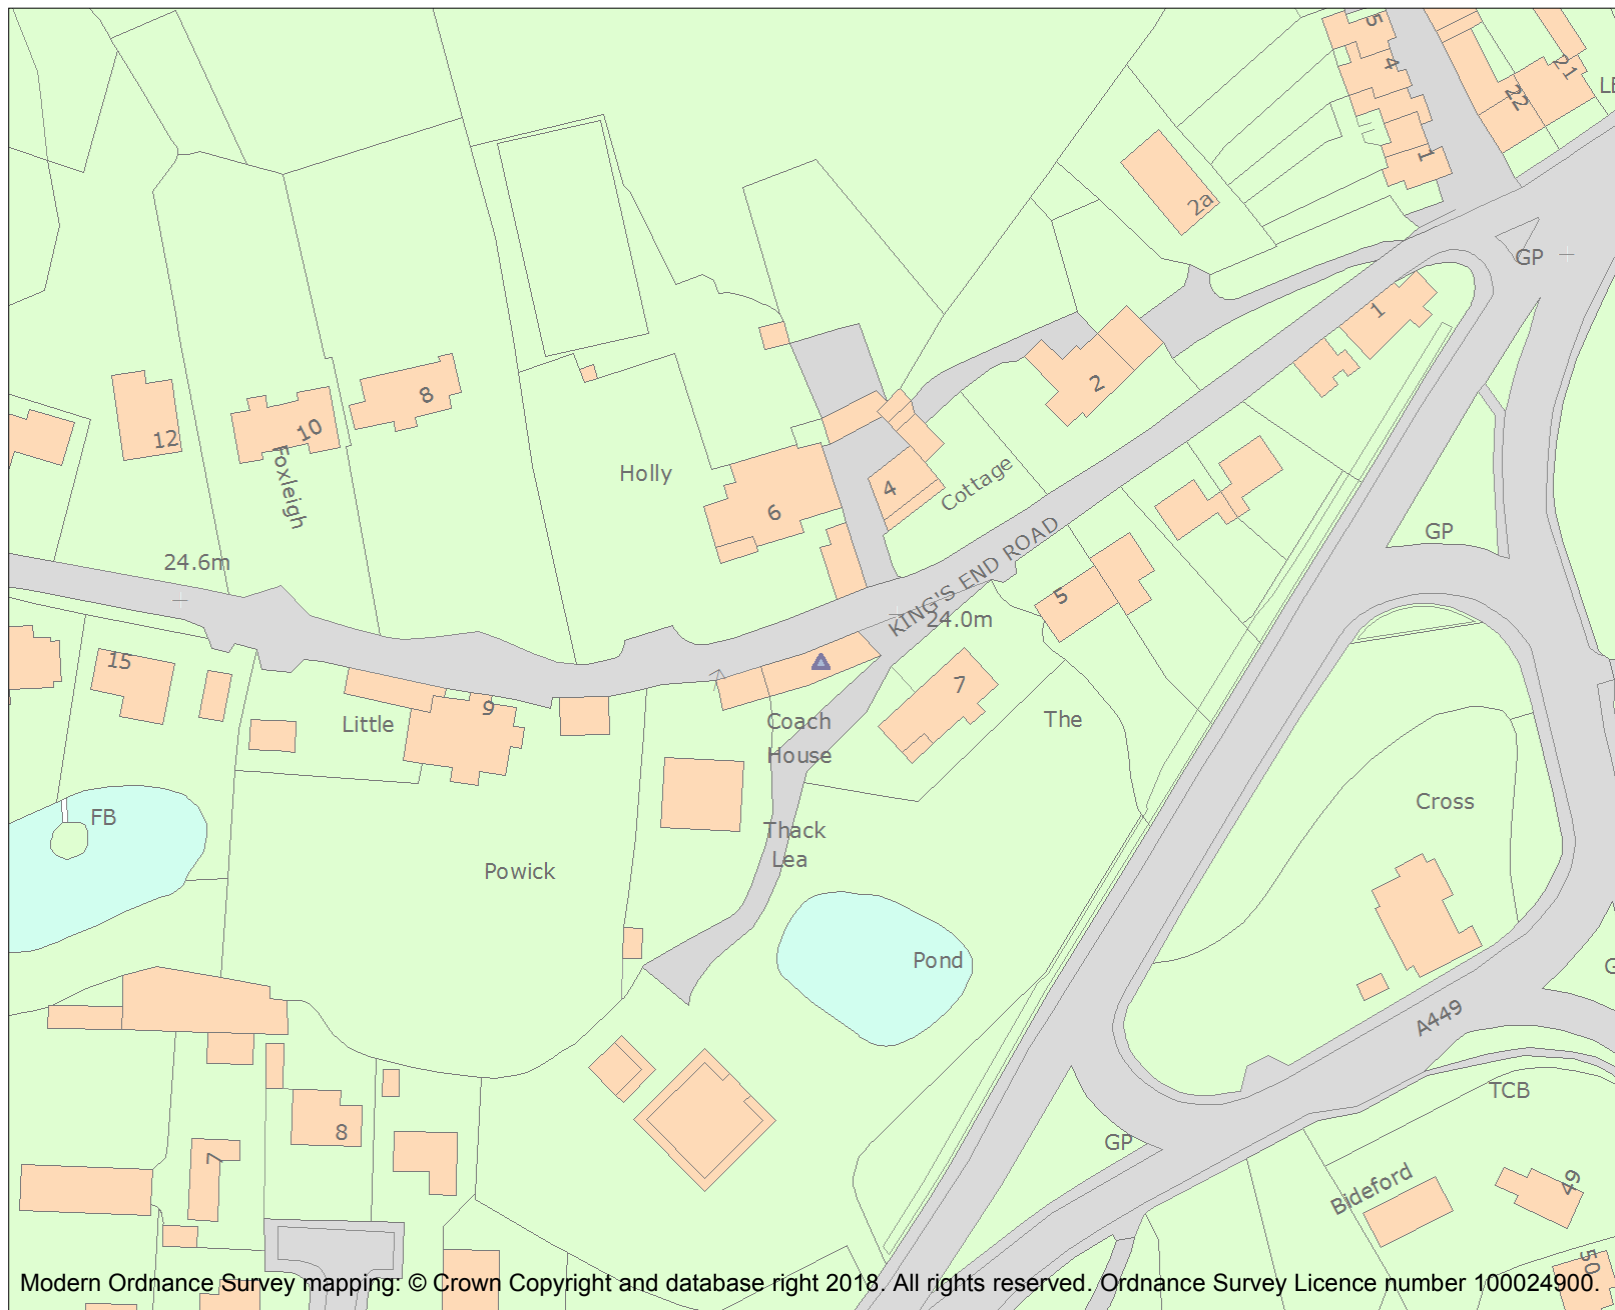 5
4
21
22
LE
1
2a
GP
1
2
8
10
12
Foxleigh
Holly
6
4
Cottage
GP
24.6m
KING'S END ROAD
5
24.0m
15
7
9
Little
Coach
House
The
Cross
FB
Thack
Lea
Powick
Pond
G
A449
TCB
8
7
GP
Bideford
49
50
Modern Ordnance Survey mapping: © Crown Copyright and database right 2018. All rights reserved. Ordnance Survey Licence number 100024900.